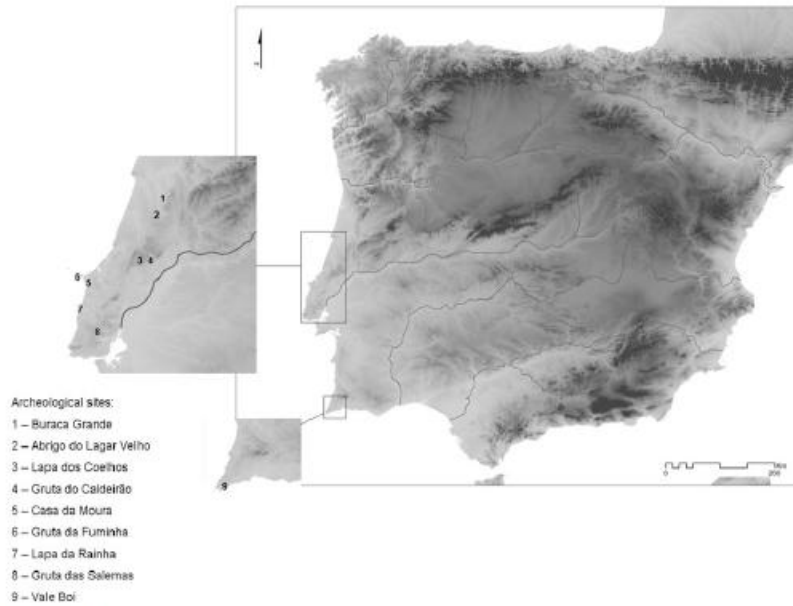 1
2
3 4
6
5
7
8
9
Archeological sites:
1 – Buraca Grande
2 – Abrigo do Lagar Velho
3 – Lapa dos Coelhos
4 – Gruta do Caldeirão
5 – Casa da Moura
6 – Gruta da Furninha
7 – Lapa da Rainha
8 – Gruta das Salemas
9 – Vale Boi
0
200